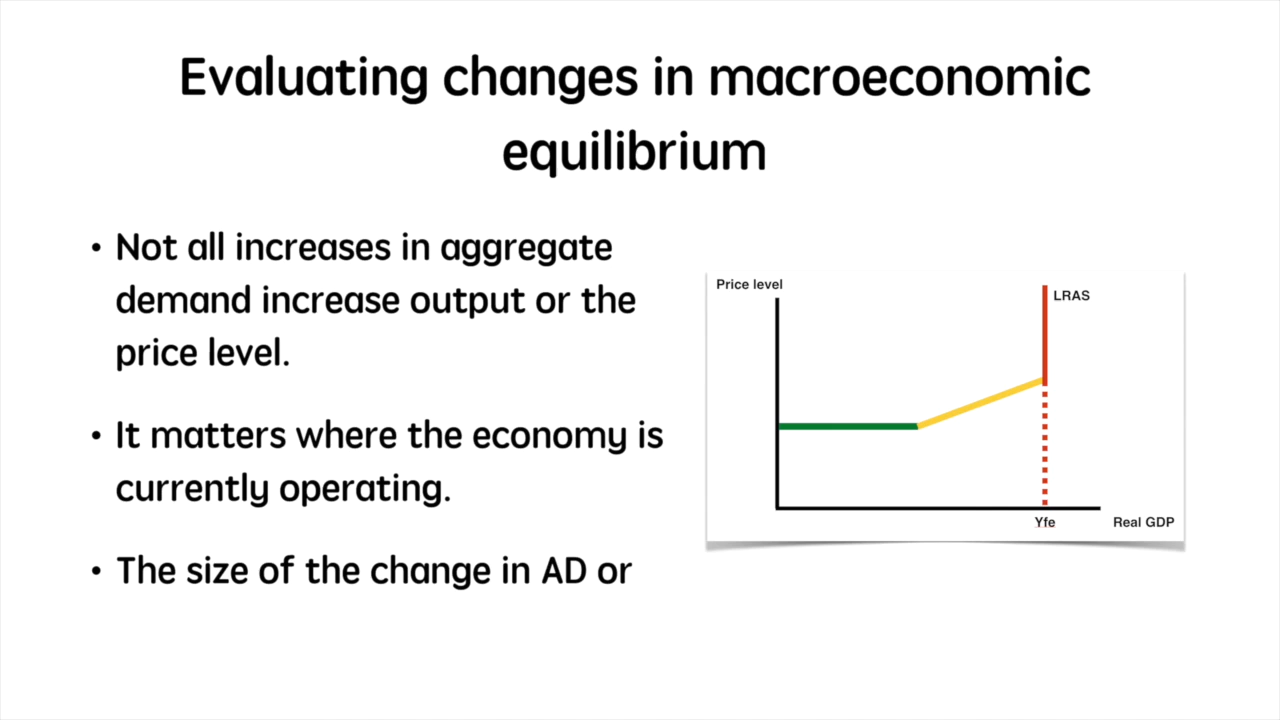 Evaluating changes in macroeconomic
equilibrium
• Not all increases in aggregate
demand increase output or the
price level.
• It matters where the economy is
currently operating.
• The size of the change in AD or
Price level
LRAS
Yfe
Real GDP